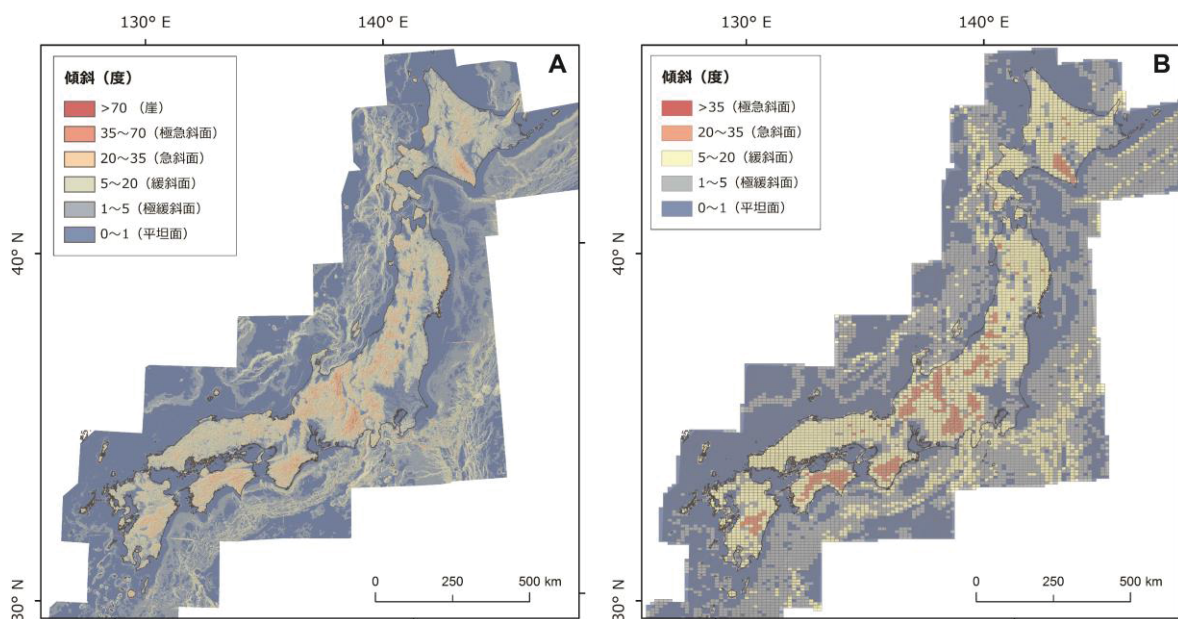 130° E
140° E
A
傾斜（度）
>70 （崖）
35～70（極急斜面）
20～35（急斜面）
5～20（緩斜面）
1～5（極緩斜面）
0～1（平坦面）
40° N
30° N
0 250 500 km
130° E
140° E
B
傾斜（度）
>35（極急斜面）
20～35（急斜面）
5～20（緩斜面）
1～5（極緩斜面）
0～1（平坦面）
40° N
30° N
0 250 500 km